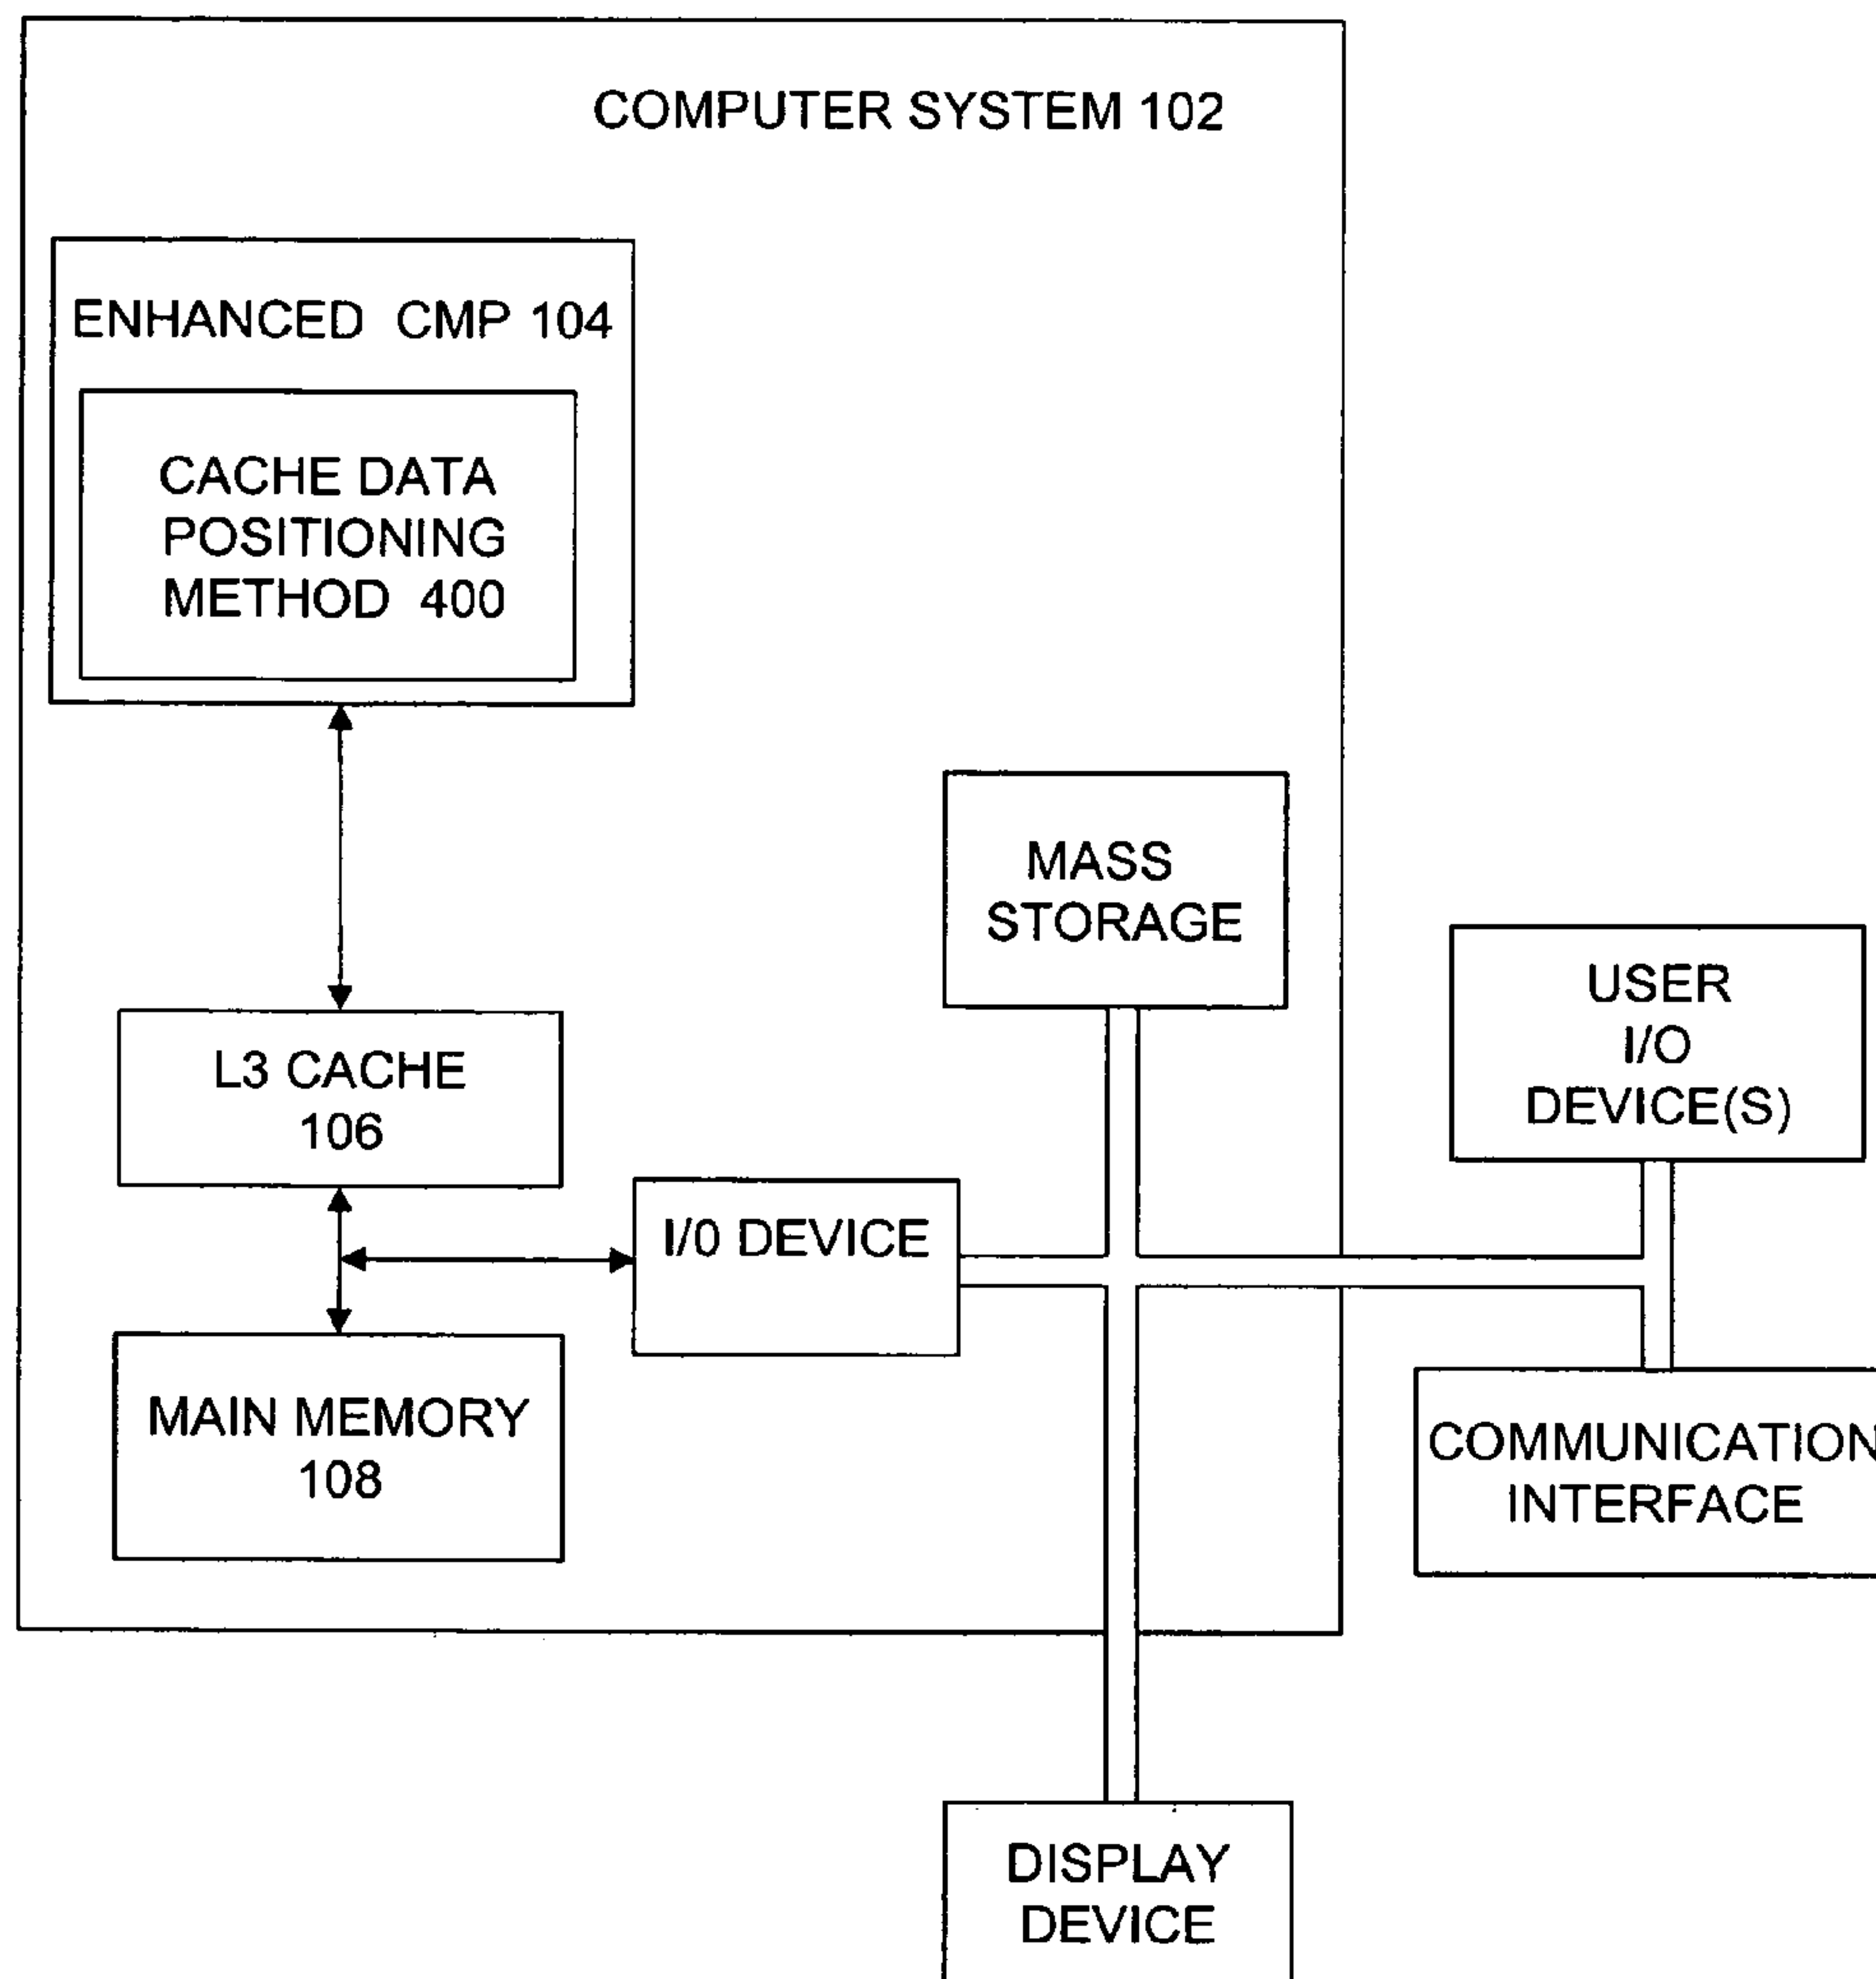 COMPUTER SYSTEM 102
ENHANCED CMP 104
CACHE DATA
POSITIONING
METHOD 400
MASS
STORAGE
USER
I/O
DEVICE(S)
L3 CACHE
106
I/0 DEVICE
MAIN MEMORY
108
COMMUNICATION
INTERFACE
DISPLAY
DEVICE